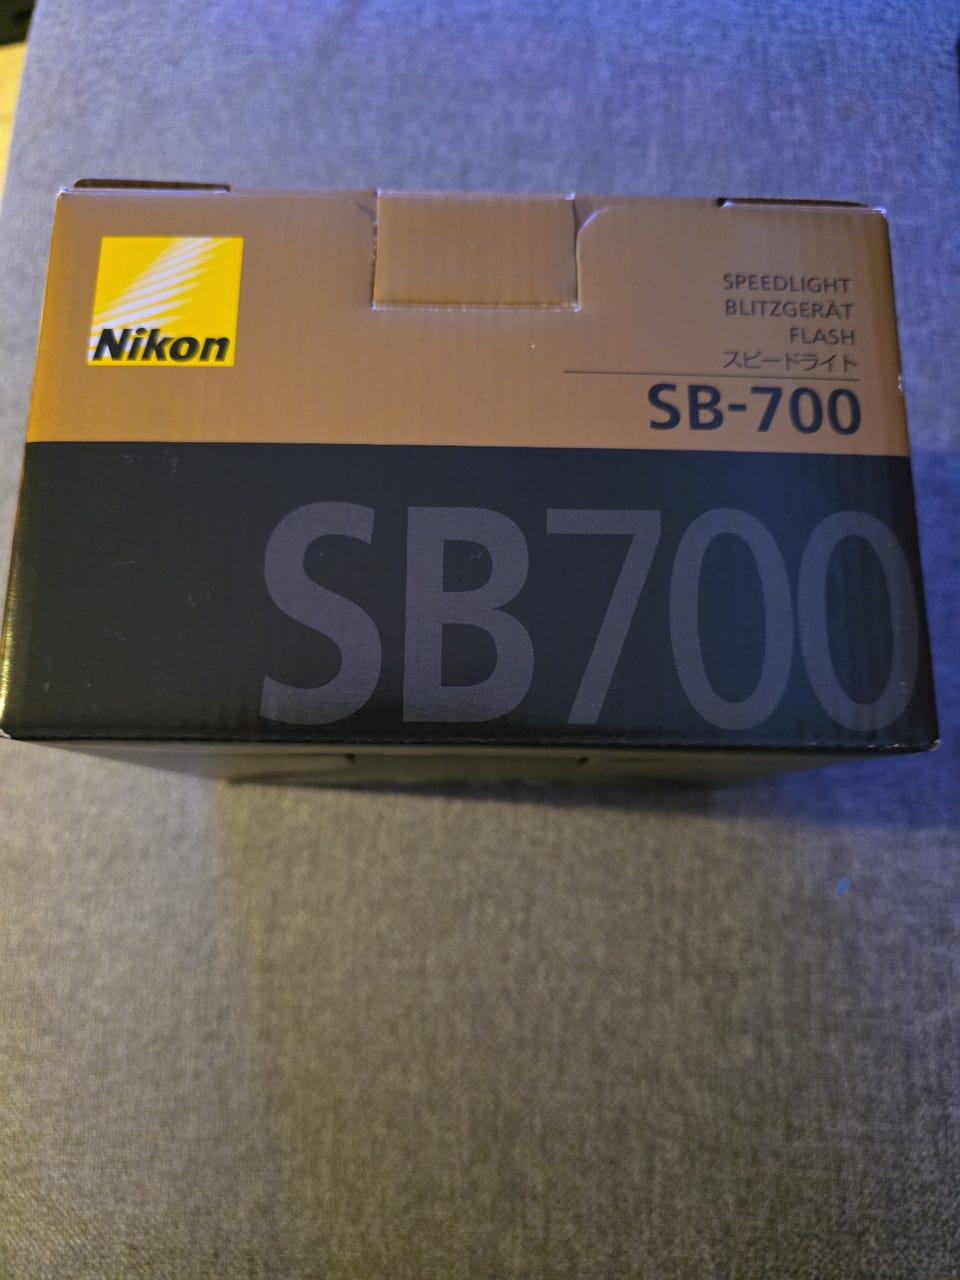 Nikon
SPEEDLIGHT
BLITZGERÄT
FLASH
スピードライト
SB-700
SB700